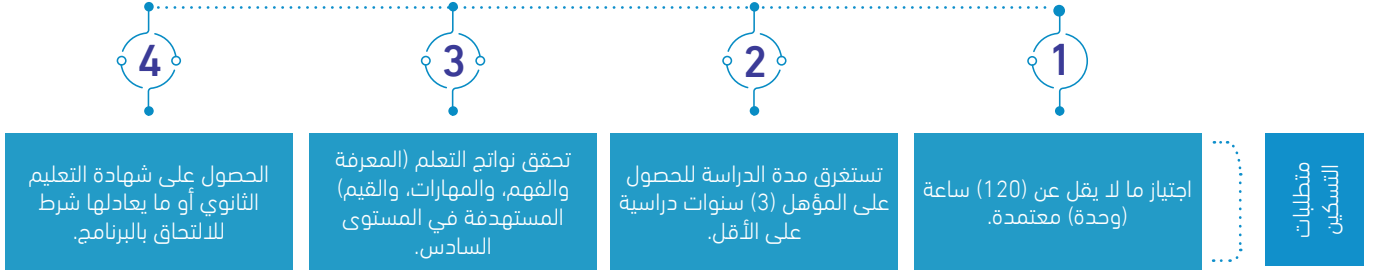 متطلبات
التسكين
1
اجتياز ما لا يقل عن (120) ساعة
(وحدة) معتمدة.
2
تستغرق مدة الدراسة للحصول
على المؤهل (3) سنوات دراسية
على الأقل.
3
تحقق نواتج التعلم (المعرفة
والفهم، والمهارات، والقيم)
المستهدفة في المستوى
السادس.
4
الحصول على شهادة التعليم
الثانوي أو ما يعادلها شرط
للالتحاق بالبرنامج.